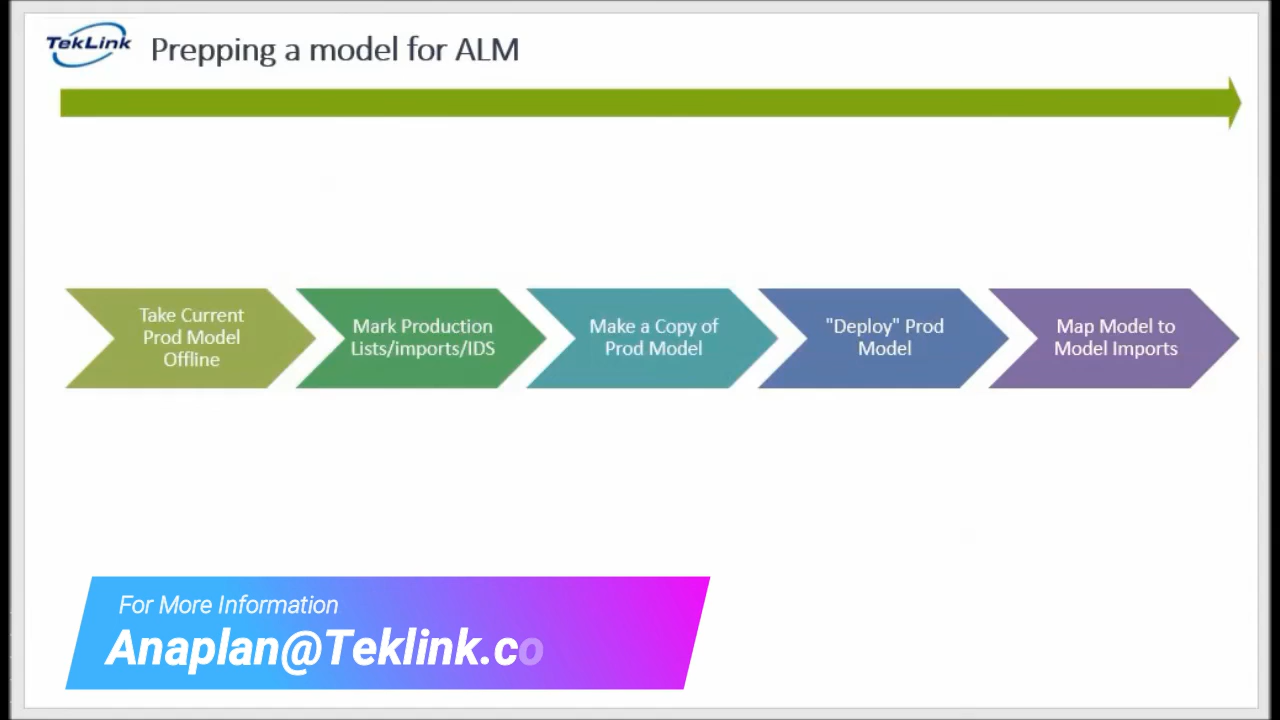 TekLink
Prepping a model for ALM
Take Current
Prod Model
Offline
Mark Production
Lists/imports/IDS
Make a Copy of
Prod Model
"Deploy" Prod
Model
Map Model to
Model Imports
For More Information
Anaplan@Teklink.co